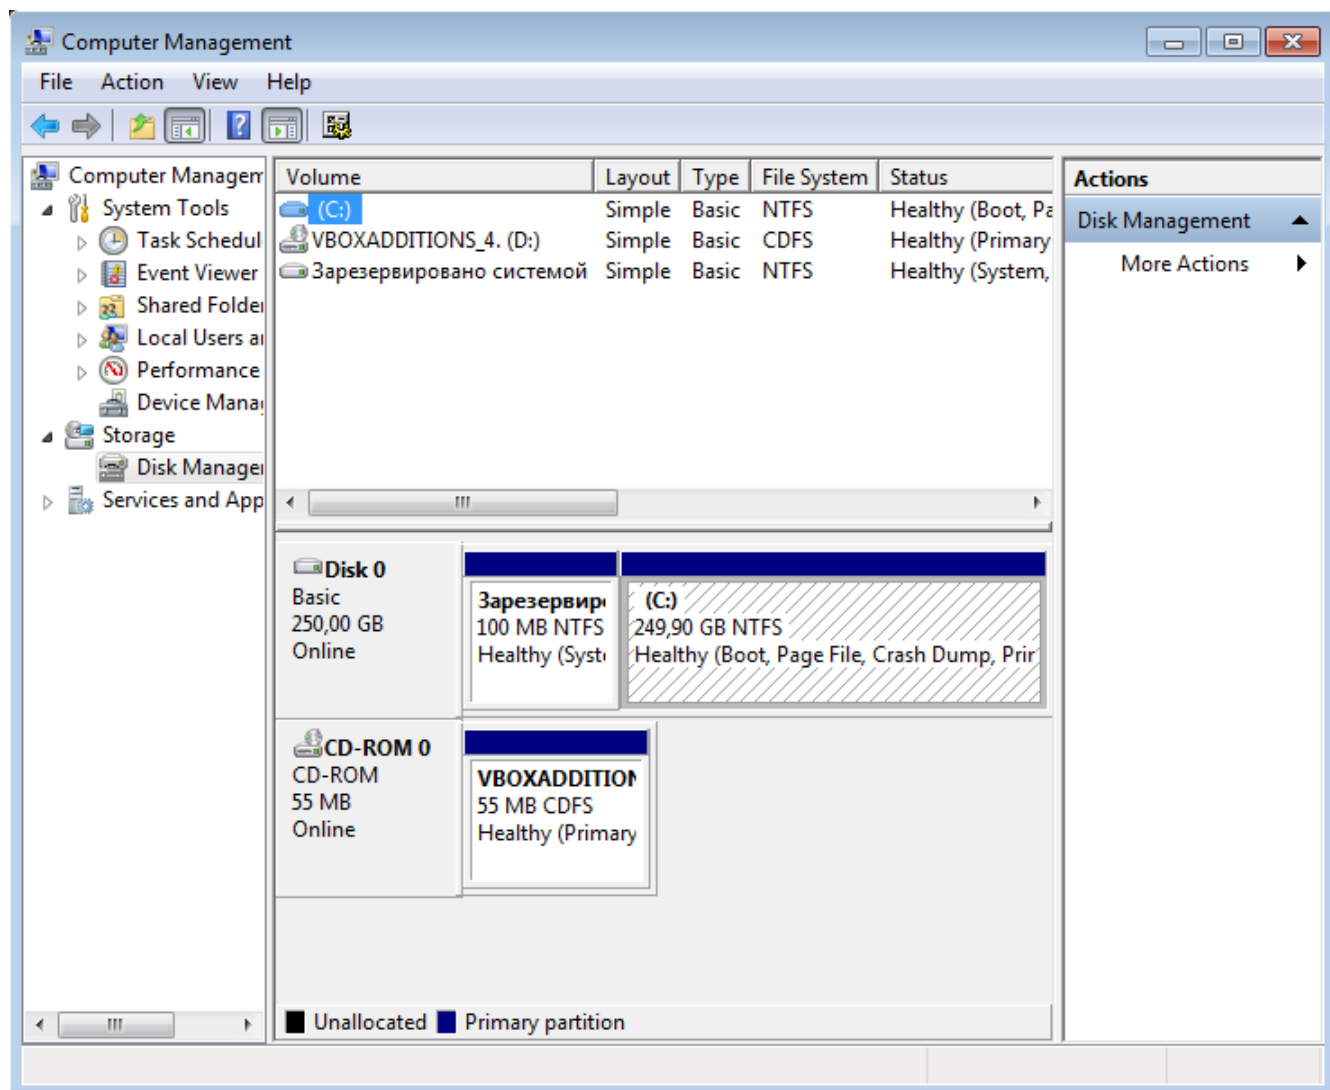 Computer Management
File Action View Help
Computer Managem
System Tools
Task Schedul
Event Viewer
Shared Folder
Local Users a
Performance
Device Mana
Storage
Disk Manage
Services and App
Volume Layout Type File System Status
(C:) Simple Basic NTFS Healthy (Boot, Pa
VBOXADDITIONS_4. (D:) Simple Basic CDFS Healthy (Primary
Зарезервировано системой Simple Basic NTFS Healthy (System,
Actions
Disk Management
More Actions
Disk 0
Basic
250,00 GB
Online
Зарезервир
100 MB NTFS
Healthy (Syst
(C:)
249,90 GB NTFS
Healthy (Boot, Page File, Crash Dump, Prir
CD-ROM 0
CD-ROM
55 MB
Online
VBOXADDITION
55 MB CDFS
Healthy (Primary
Unallocated Primary partition